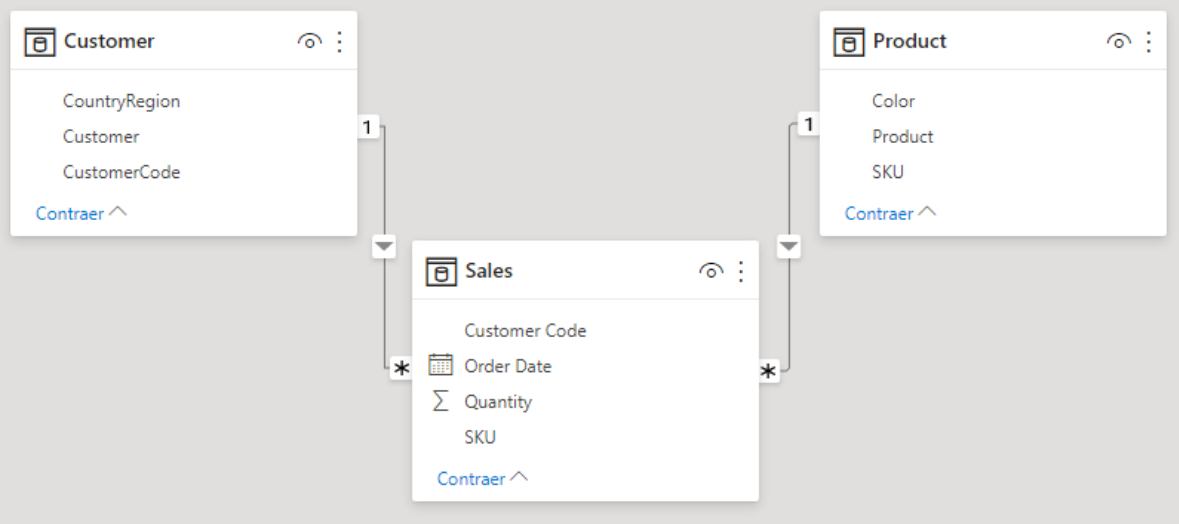 Customer
CountryRegion
Customer
CustomerCode
Contraer
1
Product
Color
Product
SKU
Contraer
1
Sales
Customer Code
Order Date
Quantity
SKU
Contraer
*
*